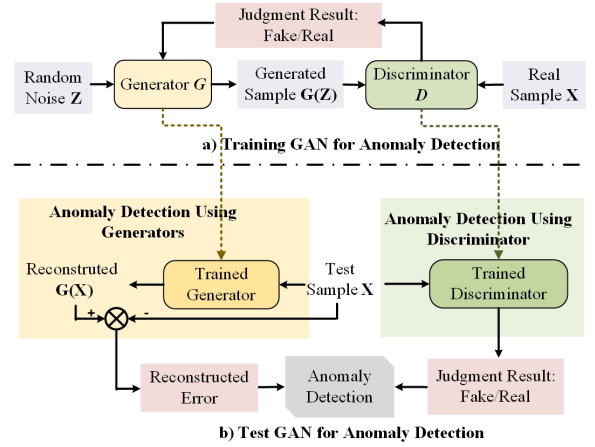 Judgment Result:
Fake/Real
Random
Noise Z
Generator G
Generated
Sample G(Z)
Discriminator
D
Real
Sample X
a) Training GAN for Anomaly Detection
Anomaly Detection Using
Generators
Anomaly Detection Using
Discriminator
Reconstruted
G(X)
Trained
Generator
Test
Sample X
Trained
Discriminator
+
-
Reconstructed
Error
Anomaly
Detection
Judgment Result:
Fake/Real
b) Test GAN for Anomaly Detection